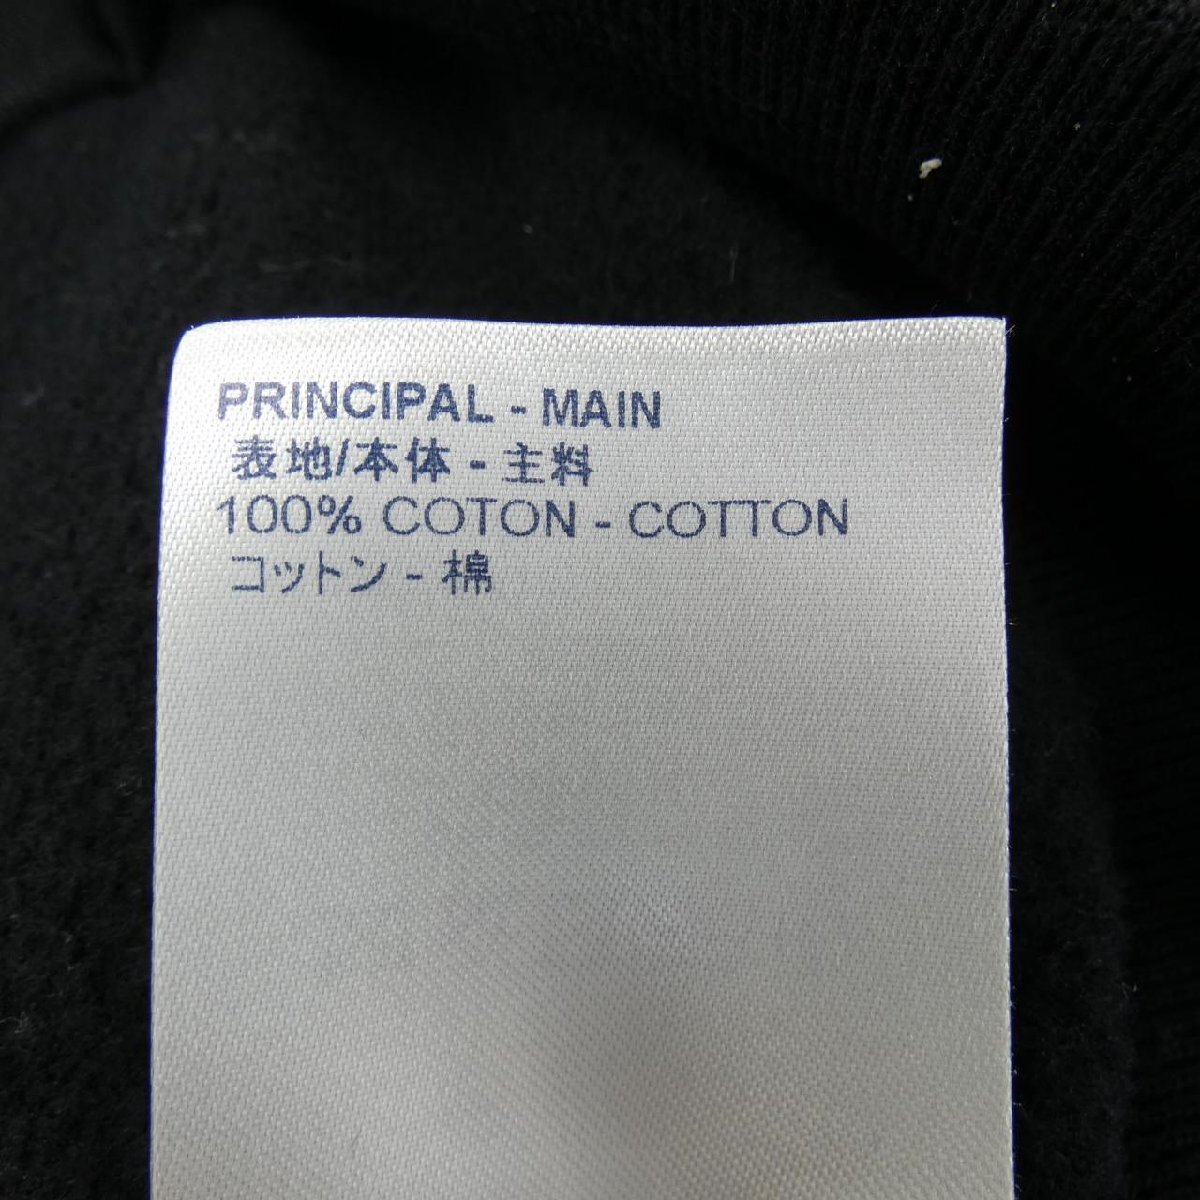 PRINCIPAL - MAIN
表地/本体 - 主料
100% COTON - COTTON
コットン - 棉